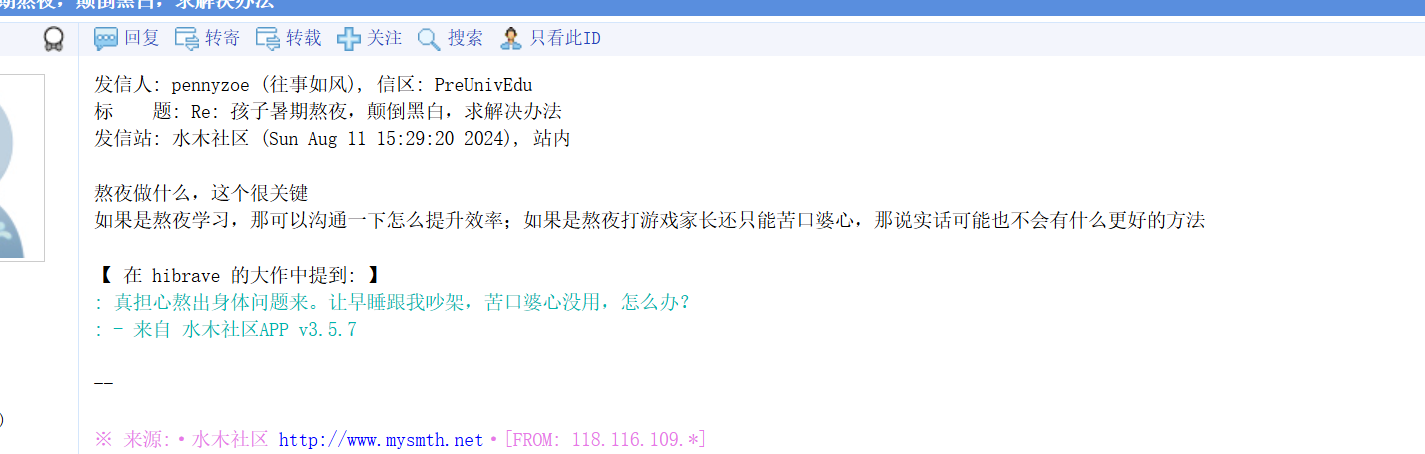 期熬夜，颠倒黑白，求解决办法
回复 转寄 转载 关注 搜索 只看此ID
发信人: pennyzoe (往事如风), 信区: PreUnivEdu
标    题: Re: 孩子暑期熬夜，颠倒黑白，求解决办法
发信站: 水木社区 (Sun Aug 11 15:29:20 2024), 站内
熬夜做什么，这个很关键
如果是熬夜学习，那可以沟通一下怎么提升效率；如果是熬夜打游戏家长还只能苦口婆心，那说实话可能也不会有什么更好的方法
【 在 hibrave 的大作中提到: 】
: 真担心熬出身体问题来。让早睡跟我吵架，苦口婆心没用，怎么办？
: - 来自 水木社区APP v3.5.7
--
)
※ 来源:·水木社区 http://www.mysmth.net·[FROM: 118.116.109.*]